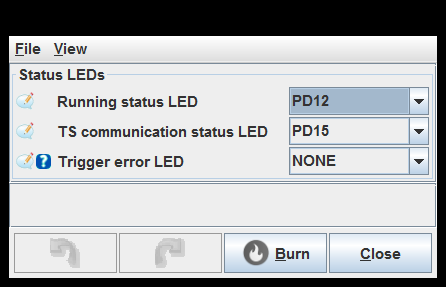 File View
Status LEDs
Running status LED PD12
TS communication status LED PD15
? Trigger error LED NONE
Burn Close